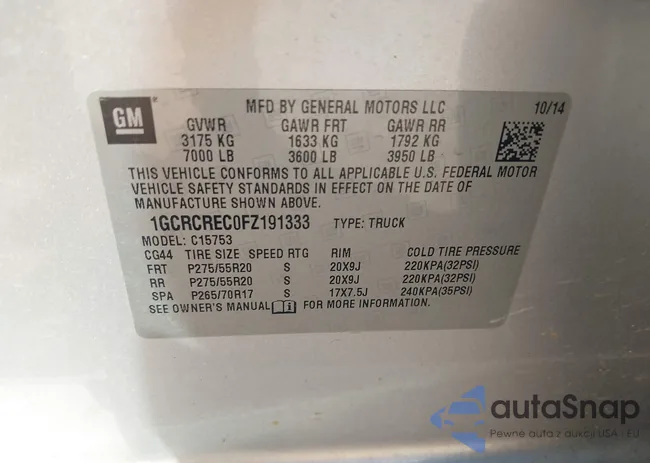 GM
MFD BY GENERAL MOTORS LLC 10/14
GVWR GAWR FRT GAWR RR
3175 KG 1633 KG 1792 KG
7000 LB 3600 LB 3950 LB
THIS VEHICLE CONFORMS TO ALL APPLICABLE U.S. FEDERAL MOTOR
VEHICLE SAFETY STANDARDS IN EFFECT ON THE DATE OF
MANUFACTURE SHOWN ABOVE.
1GCRCREC0FZ191333 TYPE: TRUCK
MODEL: C15753
CG44 TIRE SIZE SPEED RTG RIM COLD TIRE PRESSURE
FRT P275/55R20 S 20X9J 220KPA(32PSI)
RR P275/55R20 S 20X9J 220KPA(32PSI)
SPA P265/70R17 S 17X7.5J 240KPA(35PSI)
SEE OWNER'S MANUAL FOR MORE INFORMATION.
autaSnap
Pewne auta z aukcji USA i EU